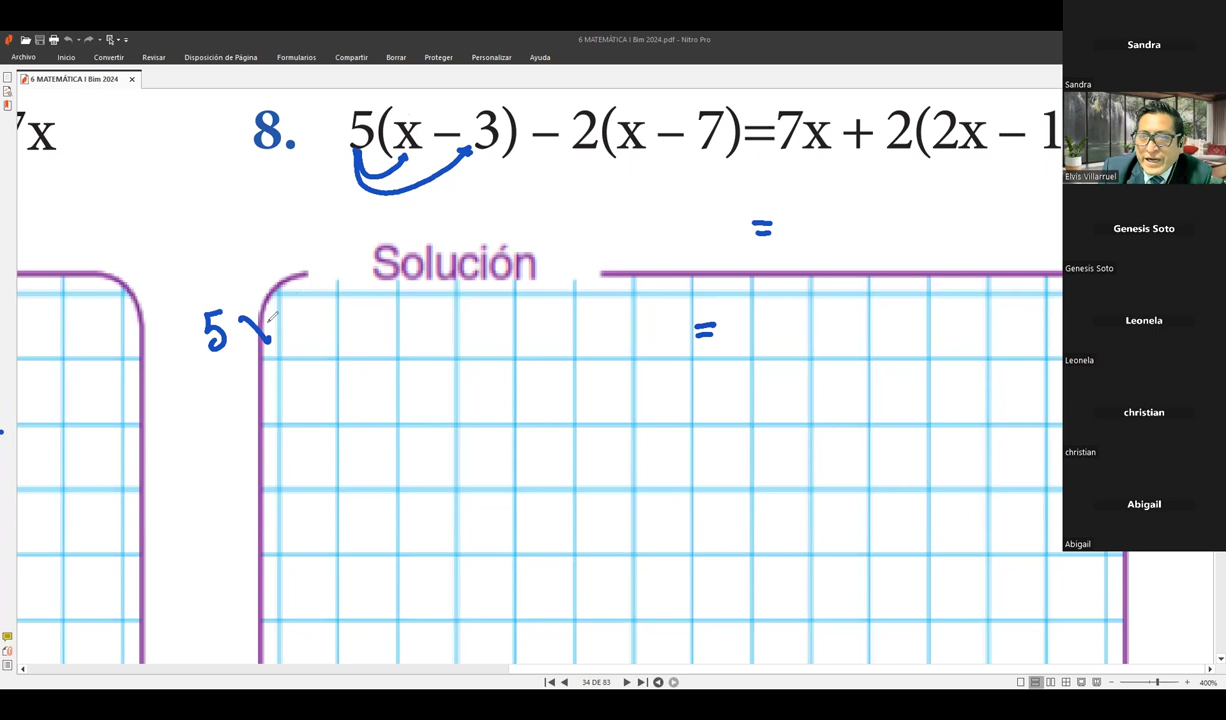 6 MATEMÁTICA I Bim 2024.pdf - Nitro Pro
Archivo Inicio Convertir Revisar Disposición de Página Formularios Compartir Borrar Proteger Personalizar Ayuda
6 MATEMÁTICA I Bim 2024 ×
7x
8. 5(x – 3) – 2(x – 7)=7x + 2(2x – 1
=
Solución
5x
=
Sandra
Sandra
Elvis Villarruel
Genesis Soto
Genesis Soto
Leonela
Leonela
christian
christian
Abigail
Abigail
34 DE 83
400%